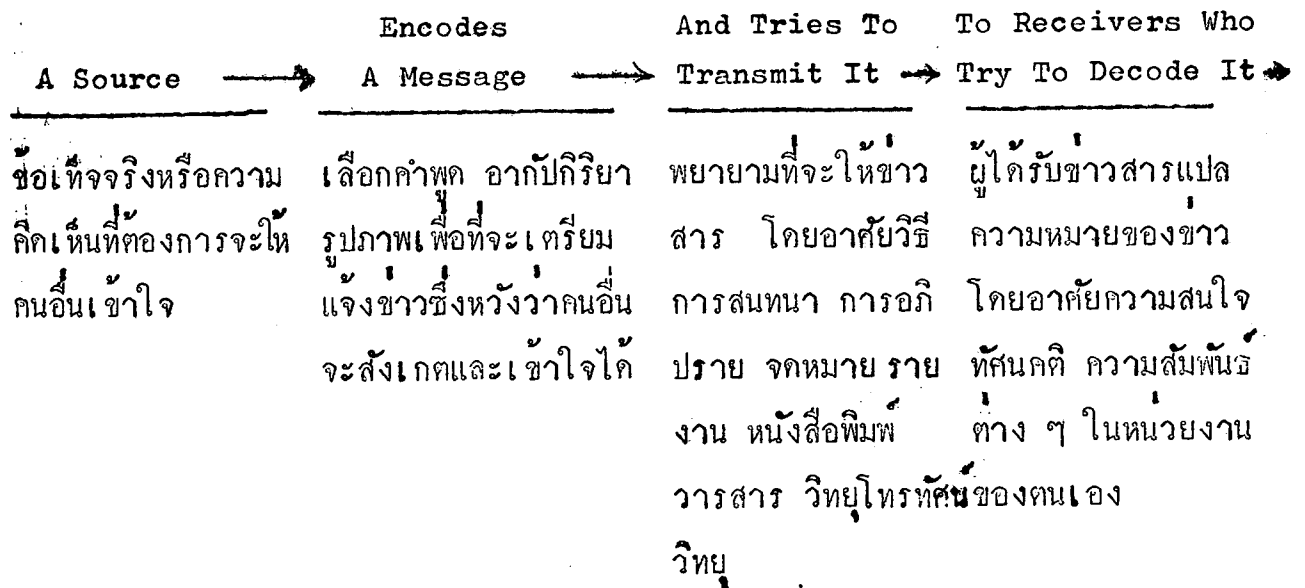 Encodes And Tries To To Receivers Who
A Source → A Message → Transmit It → Try To Decode It →
ข้อเท็จจริงหรือความ เลือกคำพูด อากัปกิริยา พยายามที่จะให้ข่าว ผู้ได้รับข่าวสารแปล
คิดเห็นที่ต้องการจะให้ รูปภาพเพื่อที่จะเตรียม สาร โดยอาศัยวิธี ความหมายของข่าว
คนอื่นเข้าใจ แจ้งข่าวซึ่งหวังว่าคนอื่น การสนทนา การอภิ โดยอาศัยความสนใจ
จะสังเกตและเข้าใจได้ ปราย จดหมาย ราย ทัศนคติ ความสัมพันธ์
งาน หนังสือพิมพ์ ต่าง ๆ ในหน่วยงาน
วารสาร วิทยุโทรทัศน์ ของตนเอง
วิทยุ